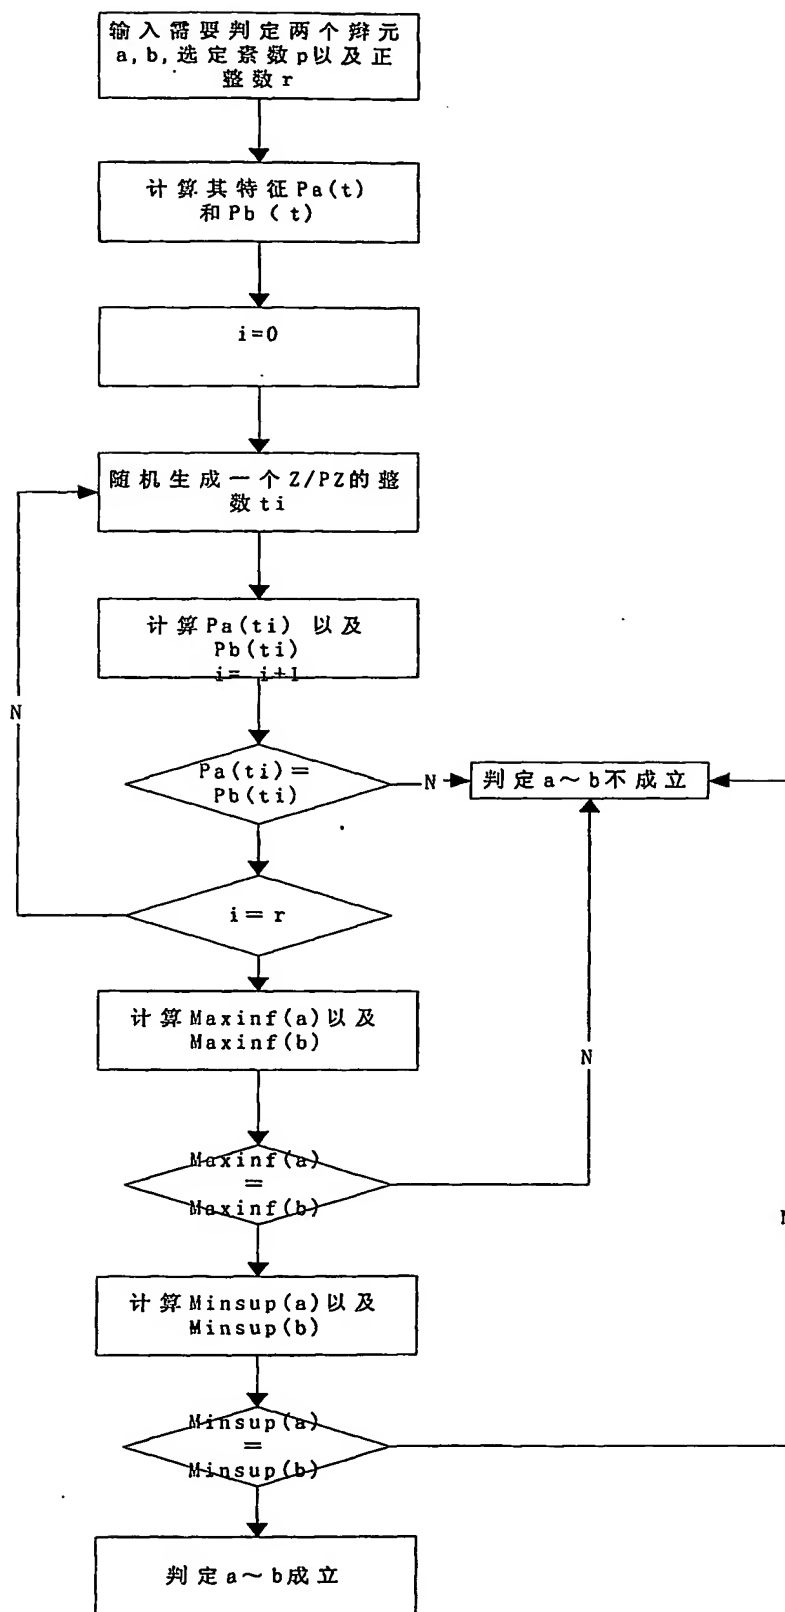 输入需要判定两个辫元
a,b,选定素数p以及正
整数r
计算其特征Pa(t)
和Pb(t)
i=0
随机生成一个Z/PZ的整
数ti
计算Pa(ti) 以及
Pb(ti)
i= i+1
N
Pa(ti)=
Pb(ti)
N
判定a~b不成立
i=r
计算Maxinf(a)以及
Maxinf(b)
N
Maxinf(a)
=
Maxinf(b)
N
计算Minsup(a)以及
Minsup(b)
Minsup(a)
=
Minsup(b)
判定a~b成立